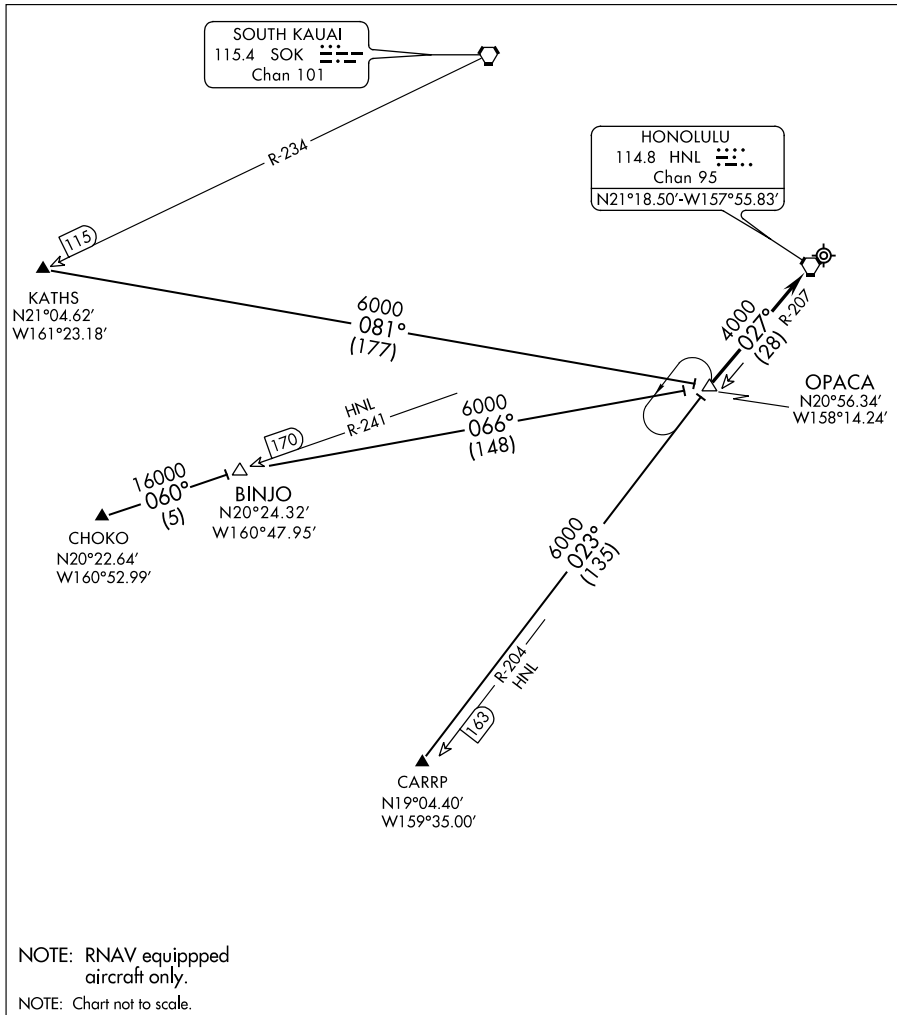 SOUTH KAUAI
115.4 SOK
Chan 101
R-234
HONOLULU
114.8 HNL
Chan 95
N21°18.50′-W157°55.83′
115
KATHS
N21°04.62′
W161°23.18′
6000
081°
(177)
4000
027°
(28)
R-207
OPACA
N20°56.34′
W158°14.24′
HNL
R-241
170
6000
066°
(148)
16000
060°
(5)
BINJO
N20°24.32′
W160°47.95′
CHOKO
N20°22.64′
W160°52.99′
6000
023°
(135)
R-204
HNL
163
CARRP
N19°04.40′
W159°35.00′
NOTE: RNAV equippped
aircraft only.
NOTE: Chart not to scale.